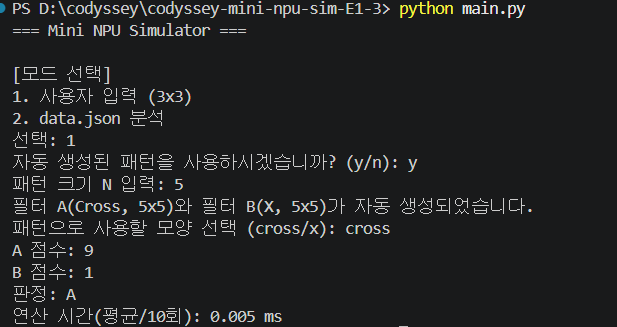 PS D:\codyssey\codyssey-mini-npu-sim-E1-3> python main.py
=== Mini NPU Simulator ===
[모드 선택]
1. 사용자 입력 (3x3)
2. data.json 분석
선택: 1
자동 생성된 패턴을 사용하시겠습니까? (y/n): y
패턴 크기 N 입력: 5
필터 A(Cross, 5x5)와 필터 B(X, 5x5)가 자동 생성되었습니다.
패턴으로 사용할 모양 선택 (cross/x): cross
A 점수: 9
B 점수: 1
판정: A
연산 시간(평균/10회): 0.005 ms